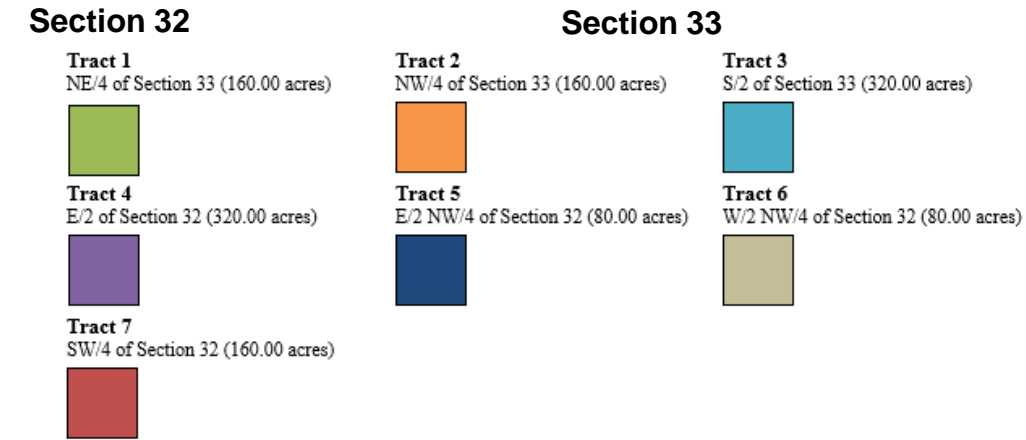 Section 32
Section 33
Tract 1
NE/4 of Section 33 (160.00 acres)
Tract 2
NW/4 of Section 33 (160.00 acres)
Tract 3
S/2 of Section 33 (320.00 acres)
Tract 4
E/2 of Section 32 (320.00 acres)
Tract 5
E/2 NW/4 of Section 32 (80.00 acres)
Tract 6
W/2 NW/4 of Section 32 (80.00 acres)
Tract 7
SW/4 of Section 32 (160.00 acres)